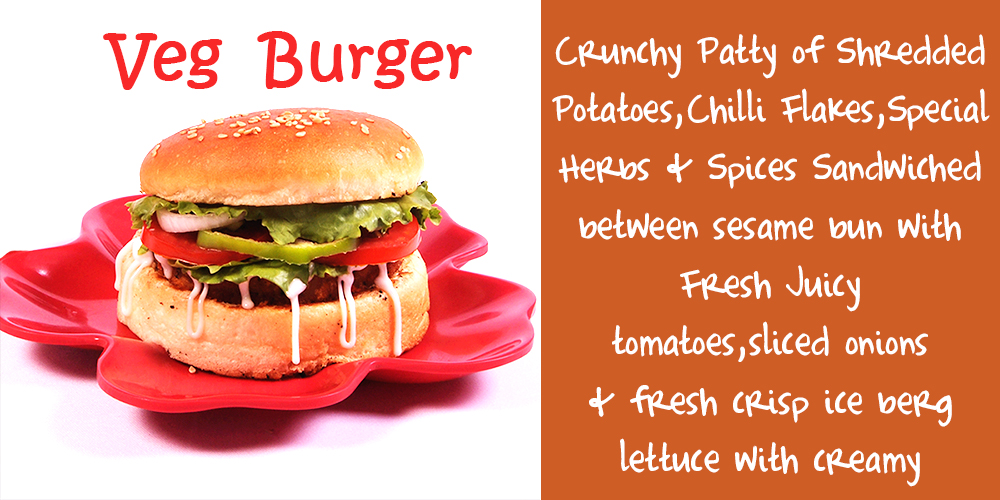 Veg Burger
Crunchy Patty of Shredded
Potatoes,Chilli Flakes,Special
Herbs & Spices Sandwiched
between sesame bun with
Fresh Juicy
tomatoes,sliced onions
& fresh crisp ice berg
lettuce with creamy